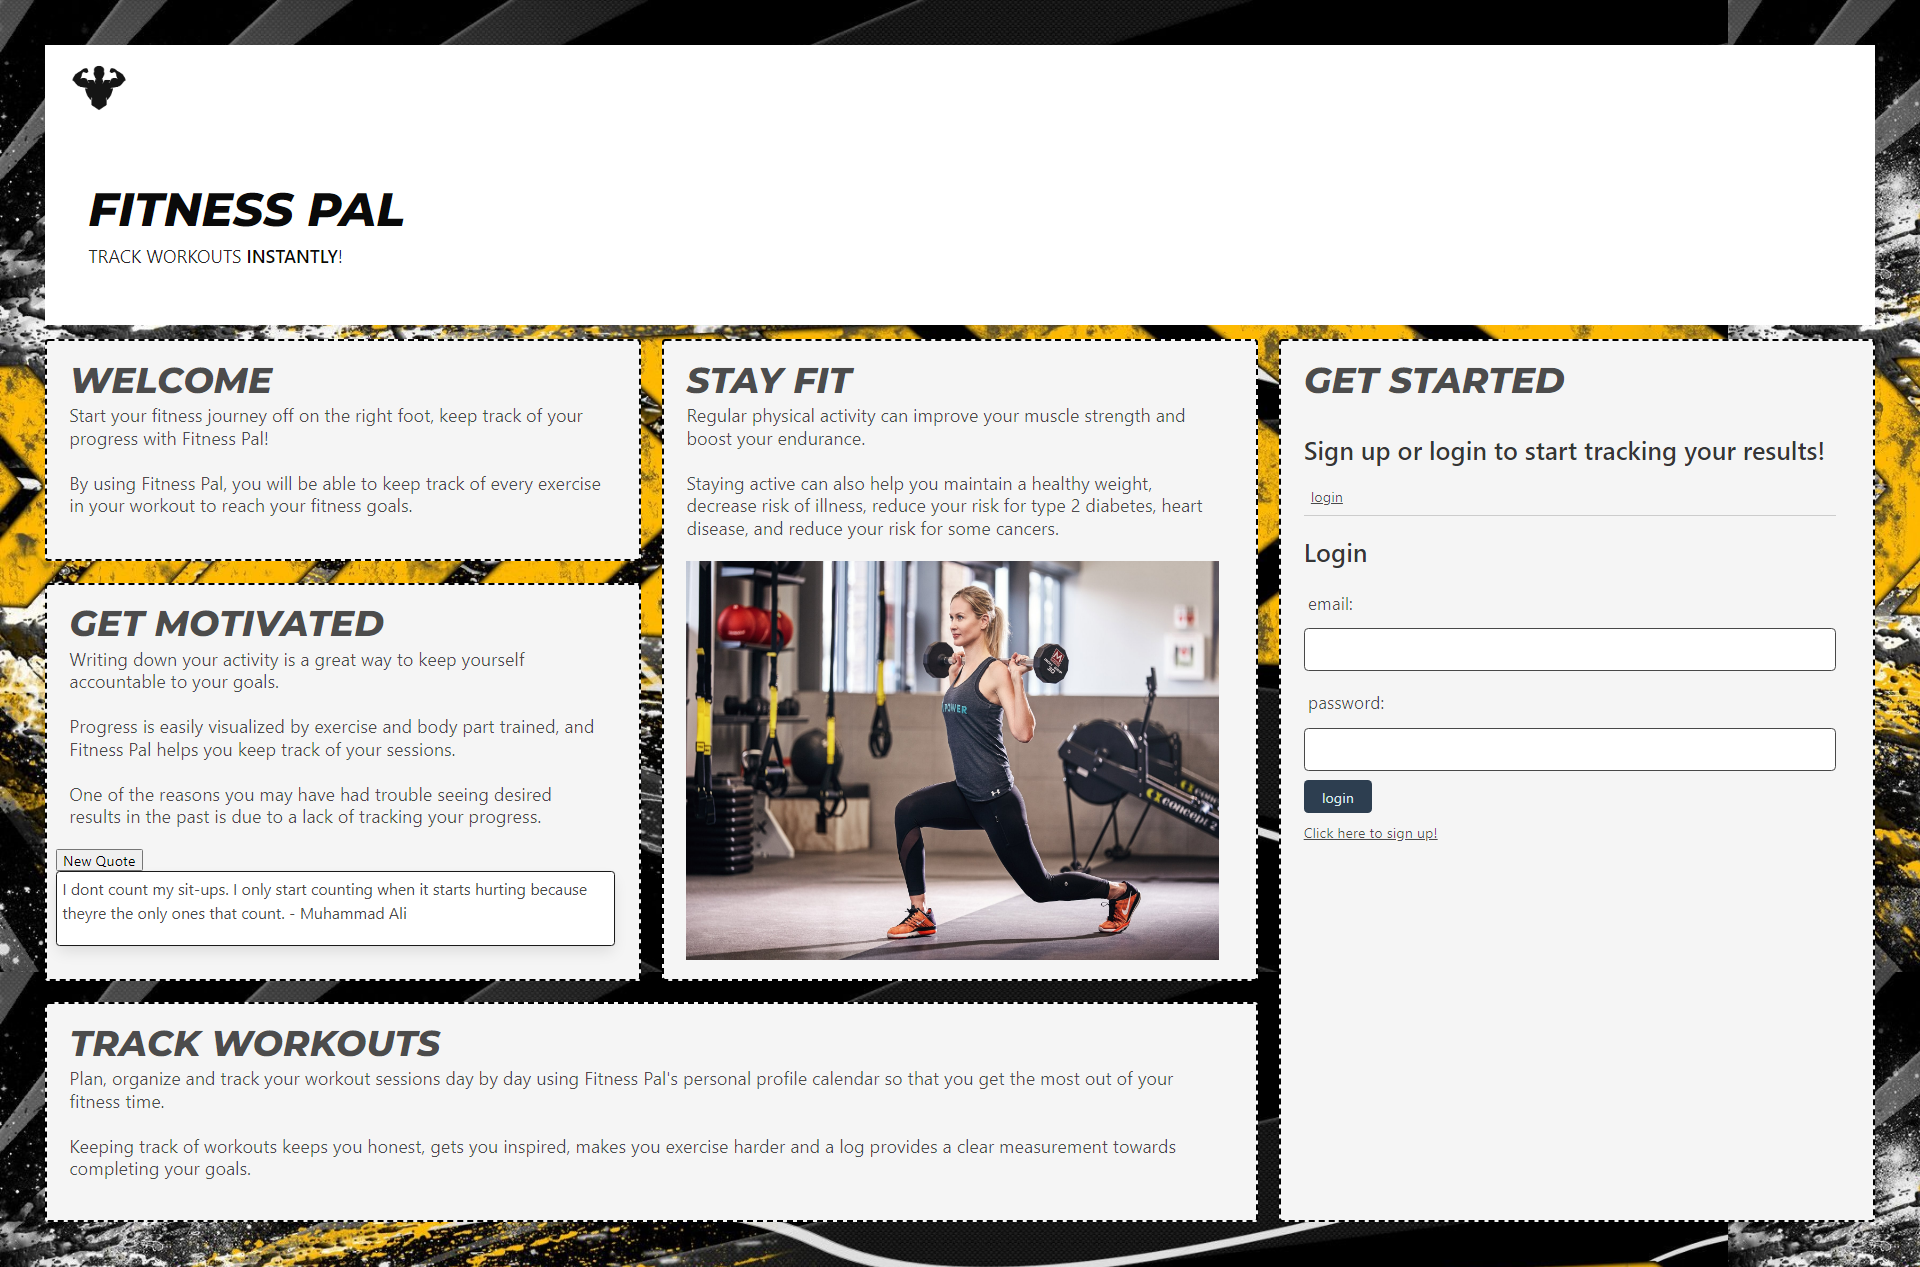 FITNESS PAL
TRACK WORKOUTS INSTANTLY!
WELCOME
Start your fitness journey off on the right foot, keep track of your
progress with Fitness Pal!
By using Fitness Pal, you will be able to keep track of every exercise
in your workout to reach your fitness goals.
GET MOTIVATED
Writing down your activity is a great way to keep yourself
accountable to your goals.
Progress is easily visualized by exercise and body part trained, and
Fitness Pal helps you keep track of your sessions.
One of the reasons you may have had trouble seeing desired
results in the past is due to a lack of tracking your progress.
New Quote
I dont count my sit-ups. I only start counting when it starts hurting because
theyre the only ones that count. - Muhammad Ali
STAY FIT
Regular physical activity can improve your muscle strength and
boost your endurance.
Staying active can also help you maintain a healthy weight,
decrease risk of illness, reduce your risk for type 2 diabetes, heart
disease, and reduce your risk for some cancers.
POWER
concept 2
TRACK WORKOUTS
Plan, organize and track your workout sessions day by day using Fitness Pal's personal profile calendar so that you get the most out of your
fitness time.
Keeping track of workouts keeps you honest, gets you inspired, makes you exercise harder and a log provides a clear measurement towards
completing your goals.
GET STARTED
Sign up or login to start tracking your results!
login
Login
email:
password:
login
Click here to sign up!